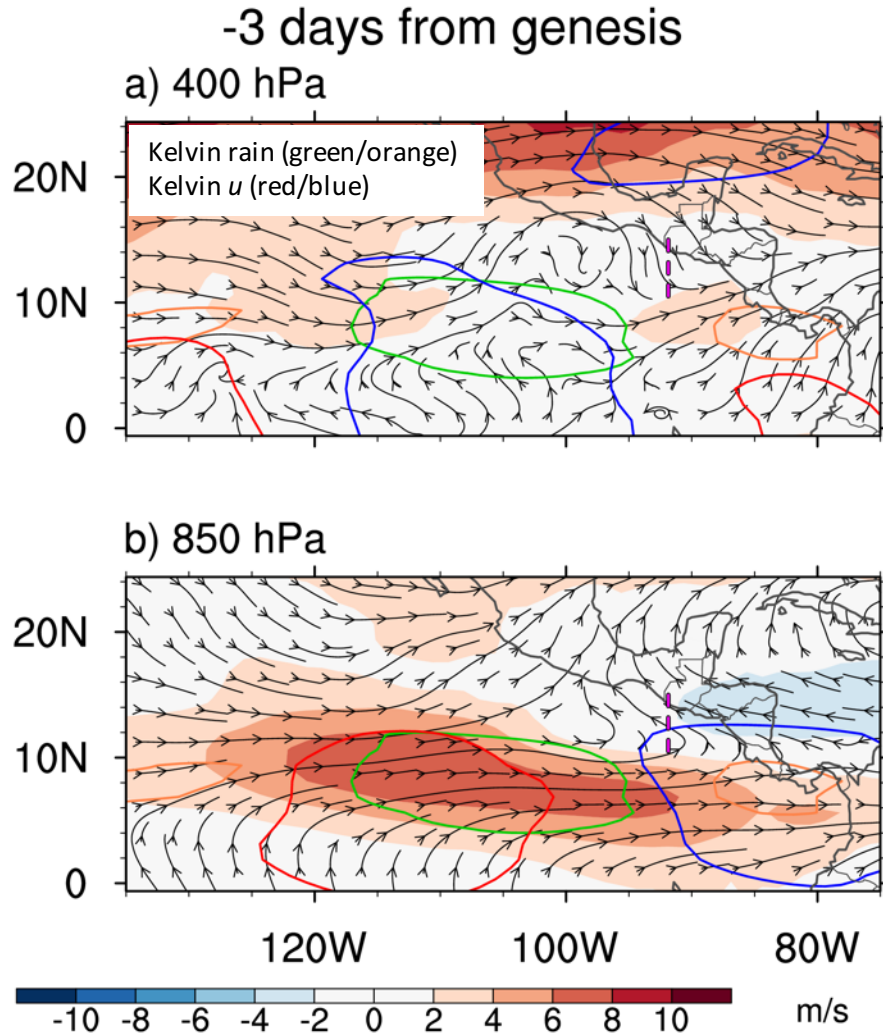 -3 days from genesis
a) 400 hPa
Kelvin rain (green/orange)
Kelvin u (red/blue)
20N
10N
0
b) 850 hPa
20N
10N
0
120W 100W 80W
-10 -8 -6 -4 -2 0 2 4 6 8 10 m/s